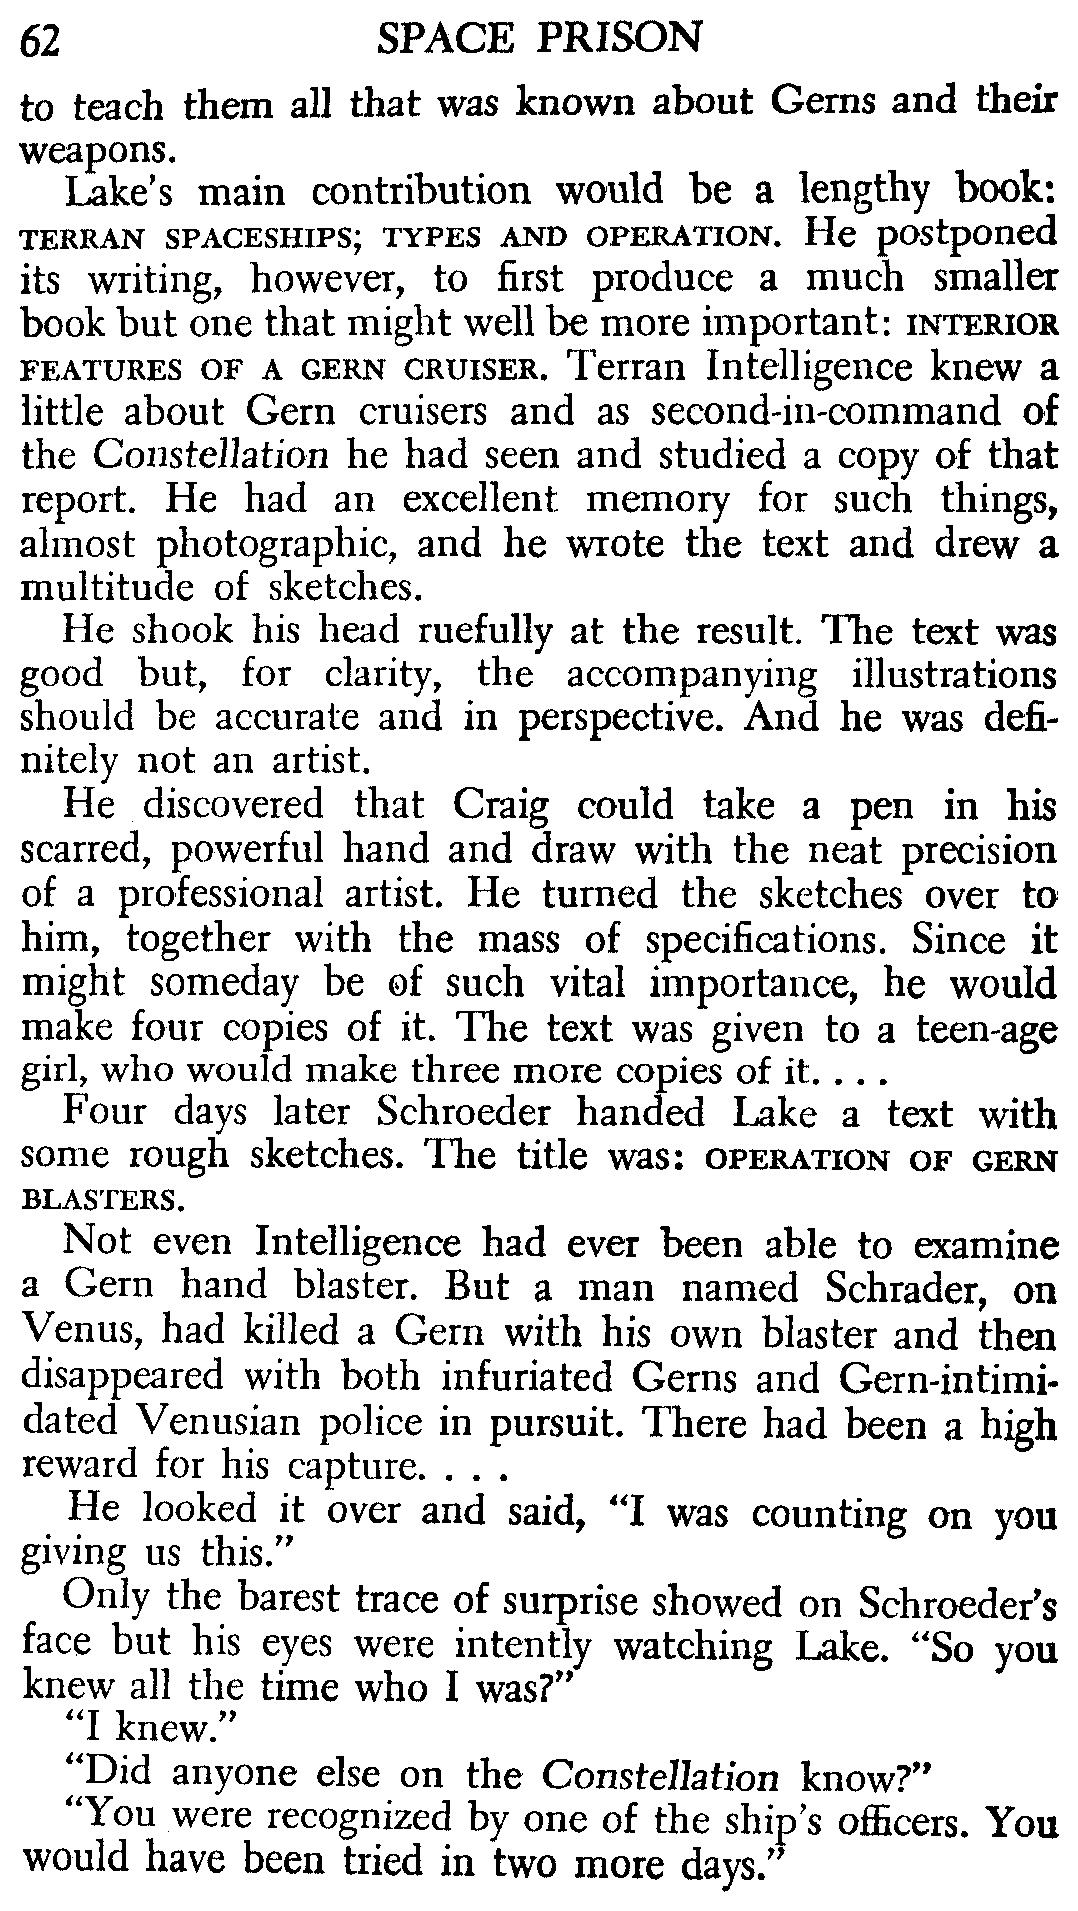 62 SPACE PRISON
to teach them all that was known about Gerns and their
weapons.
Lake's main contribution would be a lengthy book:
TERRAN SPACESHIPS; TYPES AND OPERATION. He postponed
its writing, however, to first produce a much smaller
book but one that might well be more important: INTERIOR
FEATURES OF A GERN CRUISER. Terran Intelligence knew a
little about Gern cruisers and as second-in-command of
the Constellation he had seen and studied a copy of that
report. He had an excellent memory for such things,
almost photographic, and he wrote the text and drew a
multitude of sketches.
He shook his head ruefully at the result. The text was
good but, for clarity, the accompanying illustrations
should be accurate and in perspective. And he was defi-
nitely not an artist.
He discovered that Craig could take a pen in his
scarred, powerful hand and draw with the neat precision
of a professional artist. He turned the sketches over to
him, together with the mass of specifications. Since it
might someday be of such vital importance, he would
make four copies of it. The text was given to a teen-age
girl, who would make three more copies of it. . . .
Four days later Schroeder handed Lake a text with
some rough sketches. The title was: OPERATION OF GERN
BLASTERS.
Not even Intelligence had ever been able to examine
a Gern hand blaster. But a man named Schrader, on
Venus, had killed a Gern with his own blaster and then
disappeared with both infuriated Gerns and Gern-intimi-
dated Venusian police in pursuit. There had been a high
reward for his capture. . . .
He looked it over and said, "I was counting on you
giving us this."
Only the barest trace of surprise showed on Schroeder's
face but his eyes were intently watching Lake. "So you
knew all the time who I was?"
"I knew."
"Did anyone else on the Constellation know?"
"You were recognized by one of the ship's officers. You
would have been tried in two more days."